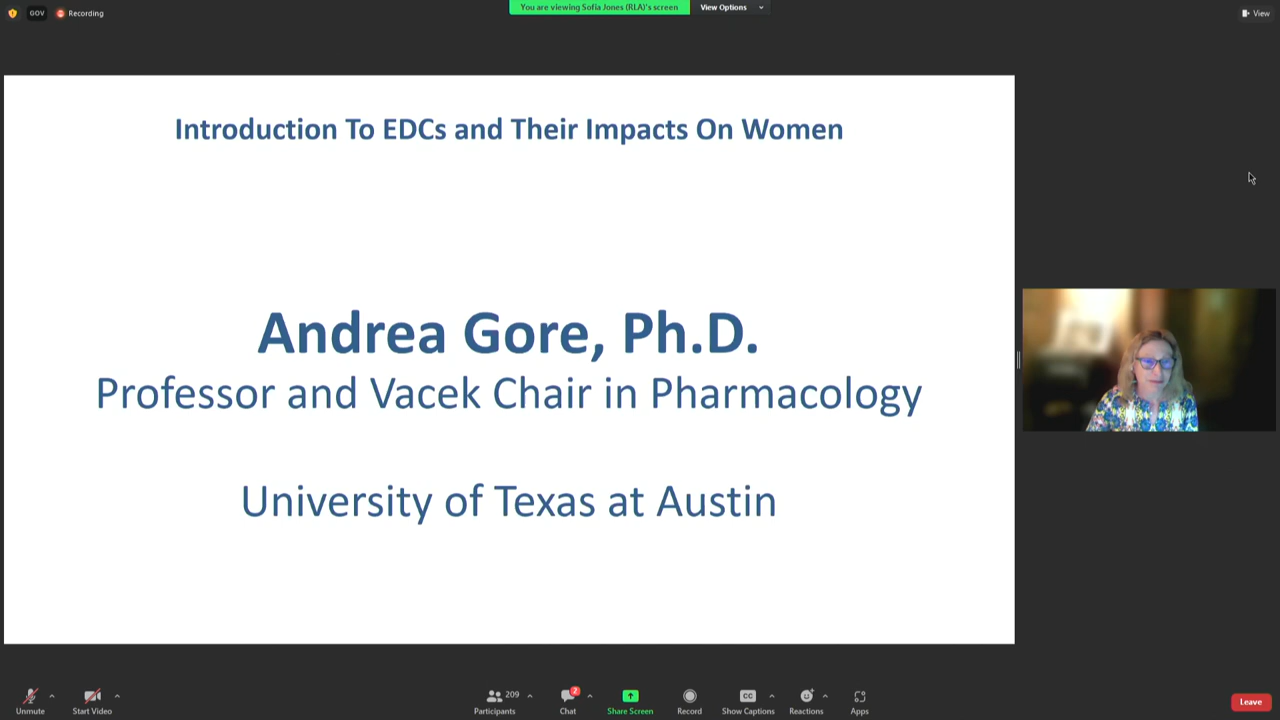 GOV
Recording
You are viewing Sofia Jones (RLA)'s screen
View Options
View
Introduction To EDCs and Their Impacts On Women
Andrea Gore, Ph.D.
Professor and Vacek Chair in Pharmacology
University of Texas at Austin
Unmute
Start Video
209
Participants
2
Chat
Share Screen
Record
CC
Show Captions
Reactions
Apps
Leave